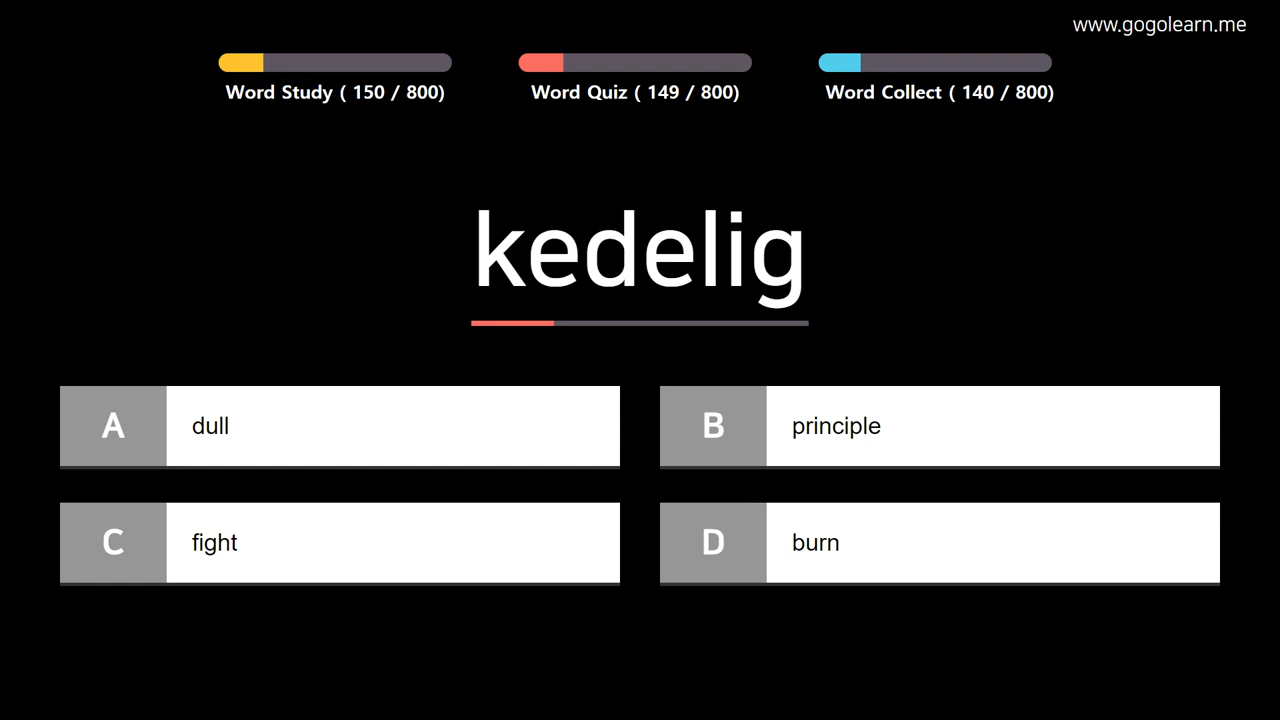 www.gogolearn.me
Word Study ( 150 / 800)
Word Quiz ( 149 / 800)
Word Collect ( 140 / 800)
kedelig
A dull
B principle
C fight
D burn